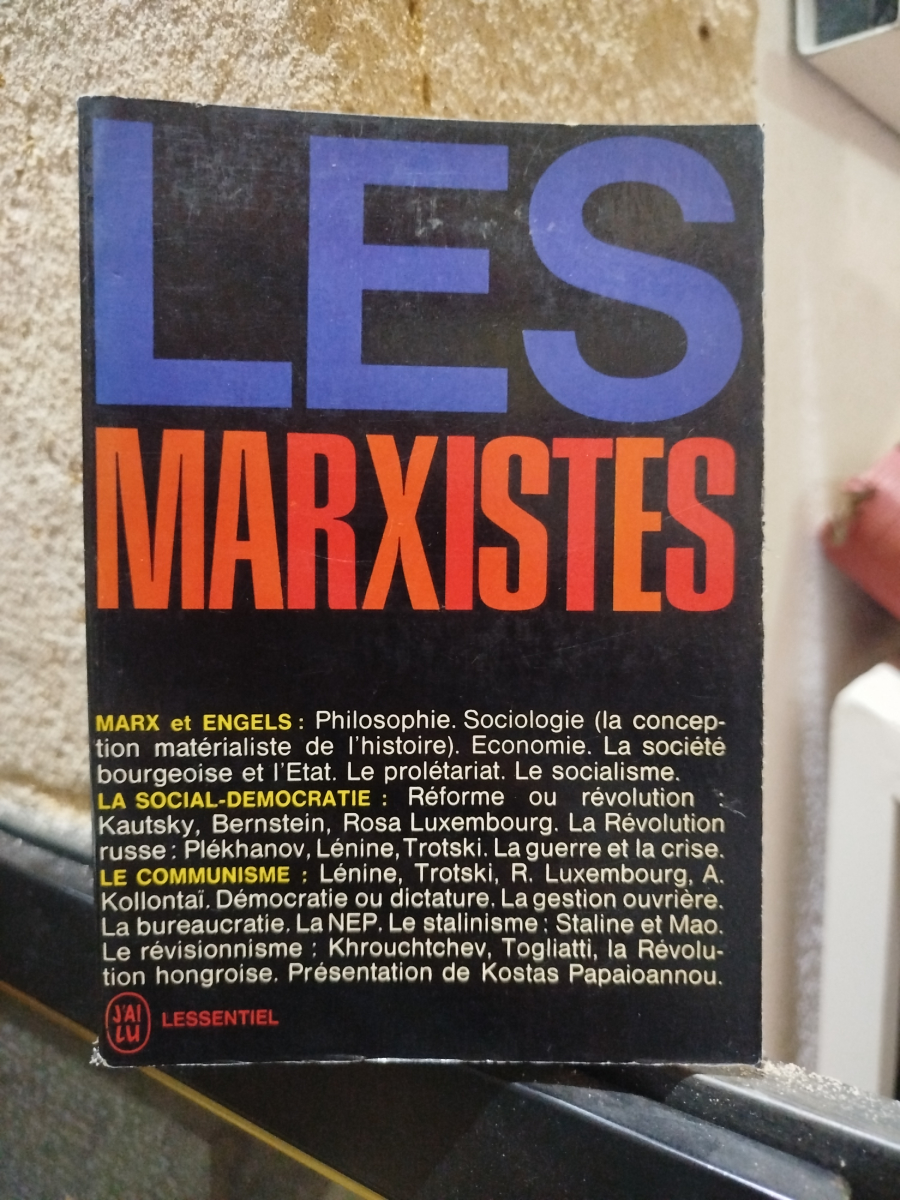 LES
MARXISTES
MARX et ENGELS : Philosophie. Sociologie (la concep-
tion matérialiste de l'histoire). Economie. La société
bourgeoise et l'Etat. Le prolétariat. Le socialisme.
LA SOCIAL-DEMOCRATIE : Réforme ou révolution :
Kautsky, Bernstein, Rosa Luxembourg. La Révolution
russe : Plékhanov, Lénine, Trotski. La guerre et la crise.
LE COMMUNISME : Lénine, Trotski, R. Luxembourg, A.
Kollontaï. Démocratie ou dictature. La gestion ouvrière.
La bureaucratie. La NEP. Le stalinisme : Staline et Mao.
Le révisionnisme : Khrouchtchev, Togliatti, la Révolu-
tion hongroise. Présentation de Kostas Papaioannou.
J'AI
LU
LESSENTIEL